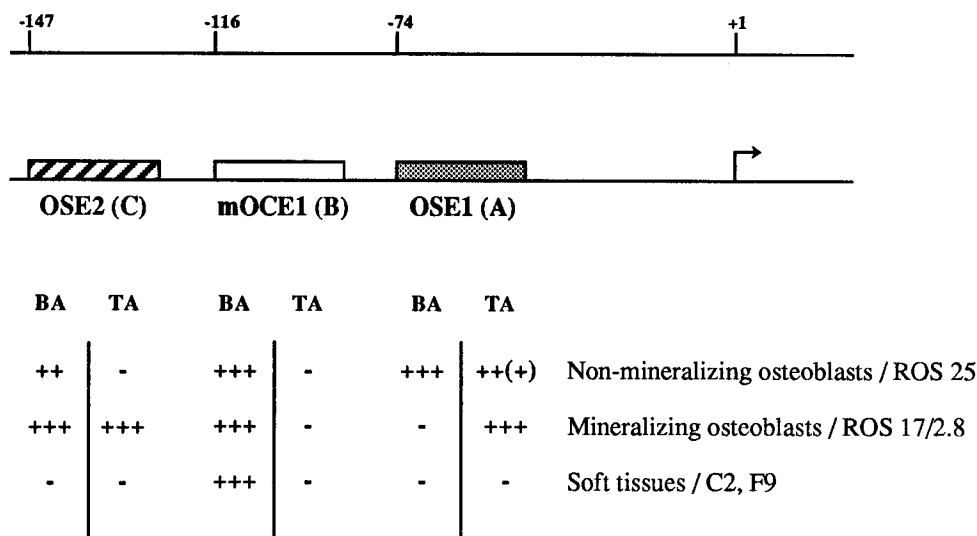 -147 -116 -74 +1
OSE2 (C) mOCE1 (B) OSE1 (A)
BA TA BA TA BA TA
++ - +++ - +++ ++(+) Non-mineralizing osteoblasts / ROS 25
+++ +++ +++ - - +++ Mineralizing osteoblasts / ROS 17/2.8
- - +++ - - - Soft tissues / C2, F9